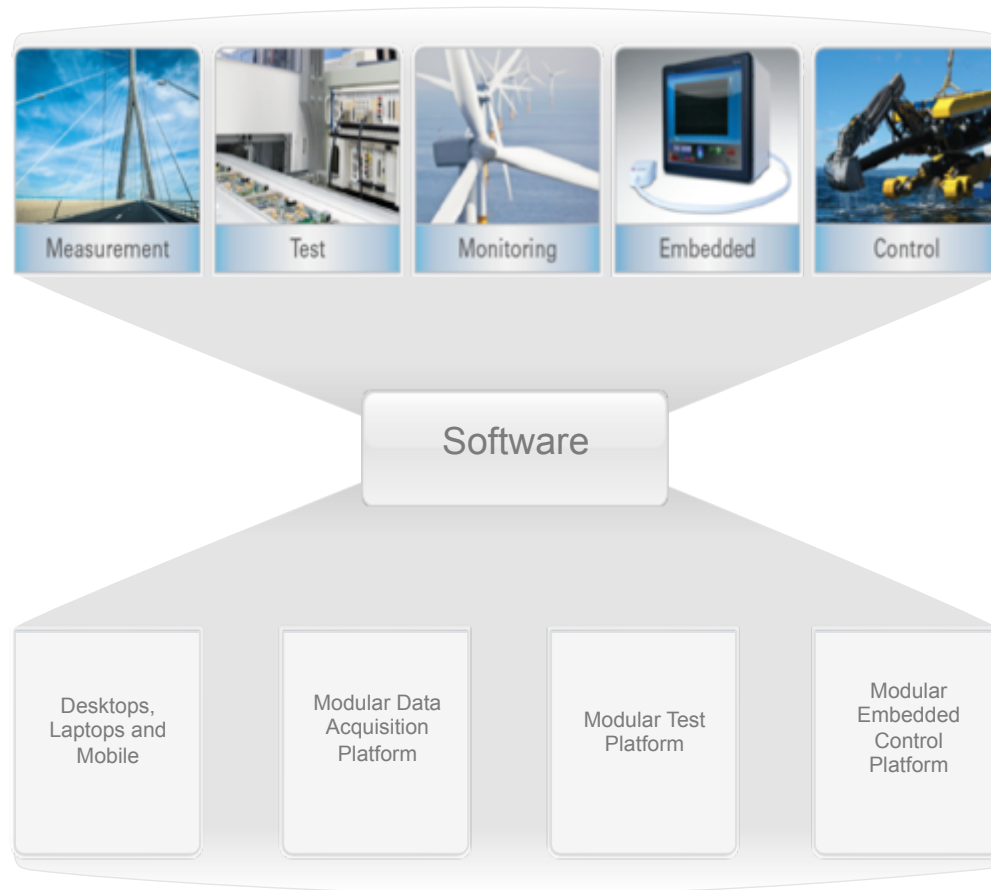 Measurement
Test
Monitoring
Embedded
Control
Software
Desktops,
Laptops and
Mobile
Modular Data
Acquisition
Platform
Modular Test
Platform
Modular
Embedded
Control
Platform